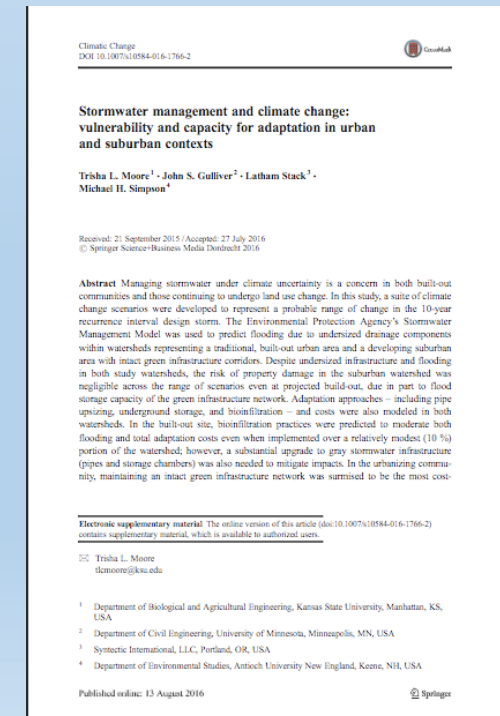 Climatic Change
DOI 10.1007/s10584-016-1766-2
CrossMark
Stormwater management and climate change:
vulnerability and capacity for adaptation in urban
and suburban contexts
Trisha L. Moore1 · John S. Gulliver2 · Latham Stack3 ·
Michael H. Simpson4
Received: 21 September 2015 / Accepted: 27 July 2016
© Springer Science+Business Media Dordrecht 2016
Abstract Managing stormwater under climate uncertainty is a concern in both built-out
communities and those continuing to undergo land use change. In this study, a suite of climate
change scenarios were developed to represent a probable range of change in the 10-year
recurrence interval design storm. The Environmental Protection Agency's Stormwater
Management Model was used to predict flooding due to undersized drainage components
within watersheds representing a traditional, built-out urban area and a developing suburban
area with intact green infrastructure corridors. Despite undersized infrastructure and flooding
in both study watersheds, the risk of property damage in the suburban watershed was
negligible across the range of scenarios even at projected build-out, due in part to flood
storage capacity of the green infrastructure network. Adaptation approaches – including pipe
upsizing, underground storage, and bioinfiltration – and costs were also modeled in both
watersheds. In the built-out site, bioinfiltration practices were predicted to moderate both
flooding and total adaptation costs even when implemented over a relatively modest (10 %)
portion of the watershed; however, a substantial upgrade to gray stormwater infrastructure
(pipes and storage chambers) was also needed to mitigate impacts. In the urbanizing commu-
nity, maintaining an intact green infrastructure network was surmised to be the most cost-
Electronic supplementary material The online version of this article (doi:10.1007/s10584-016-1766-2)
contains supplementary material, which is available to authorized users.
Trisha L. Moore
tlcmoore@ksu.edu
1 Department of Biological and Agricultural Engineering, Kansas State University, Manhattan, KS,
USA
2 Department of Civil Engineering, University of Minnesota, Minneapolis, MN, USA
3 Syntectic International, LLC, Portland, OR, USA
4 Department of Environmental Studies, Antioch University New England, Keene, NH, USA
Published online: 13 August 2016
Springer